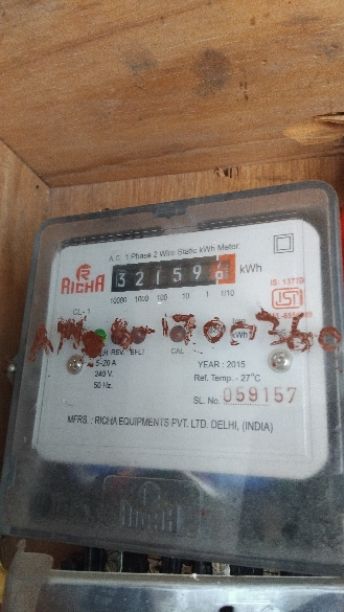 A.C. 1 Phase 2 Wire Static kWh Meter
RICHA
32159
kWh
10000 1000 100 10 1 1/10
IS: 13779
ISI
CL-1
CAL
5-20 A
240 V.
50 Hz.
YEAR : 2015
Ref. Temp. - 27°C
SL. No. 059157
MFRS. : RICHA EQUIPMENTS PVT. LTD. DELHI, (INDIA)
RICHA